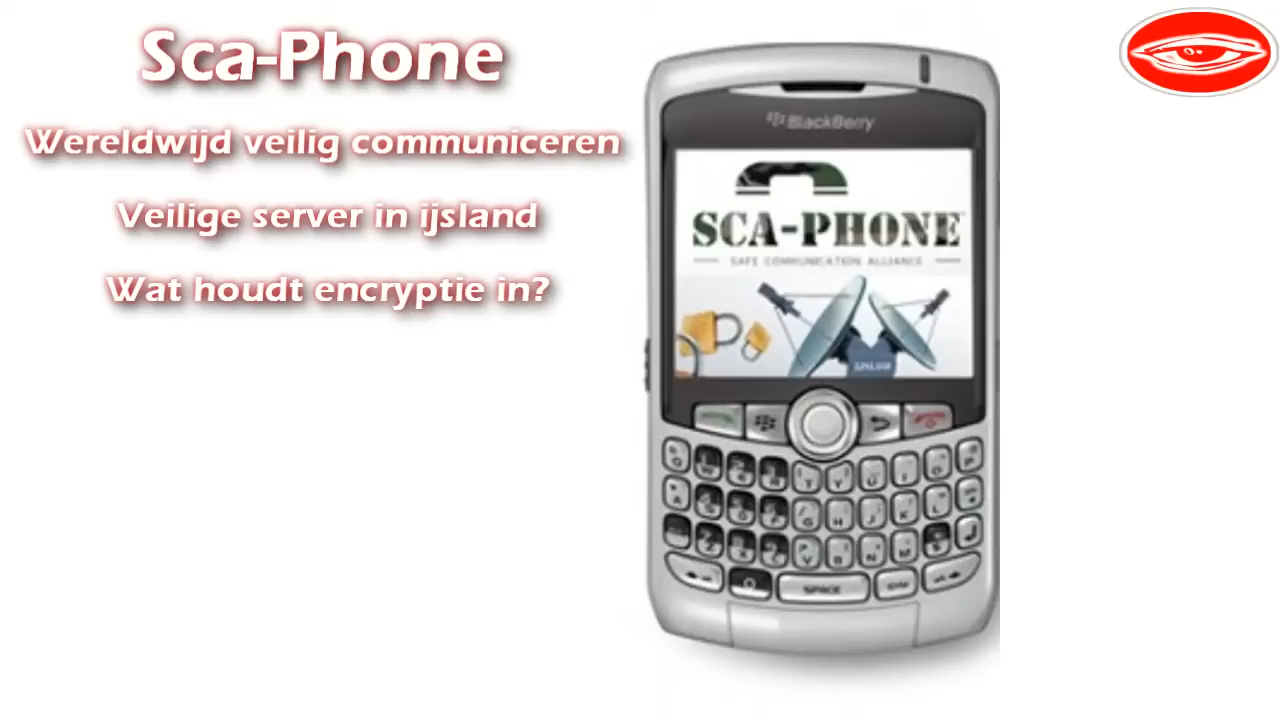 Sca-Phone
Wereldwijd veilig communiceren
Veilige server in ijsland
Wat houdt encryptie in?
BlackBerry
SCA-PHONE
SAFE COMMUNICATION ALLIANCE
SPACE